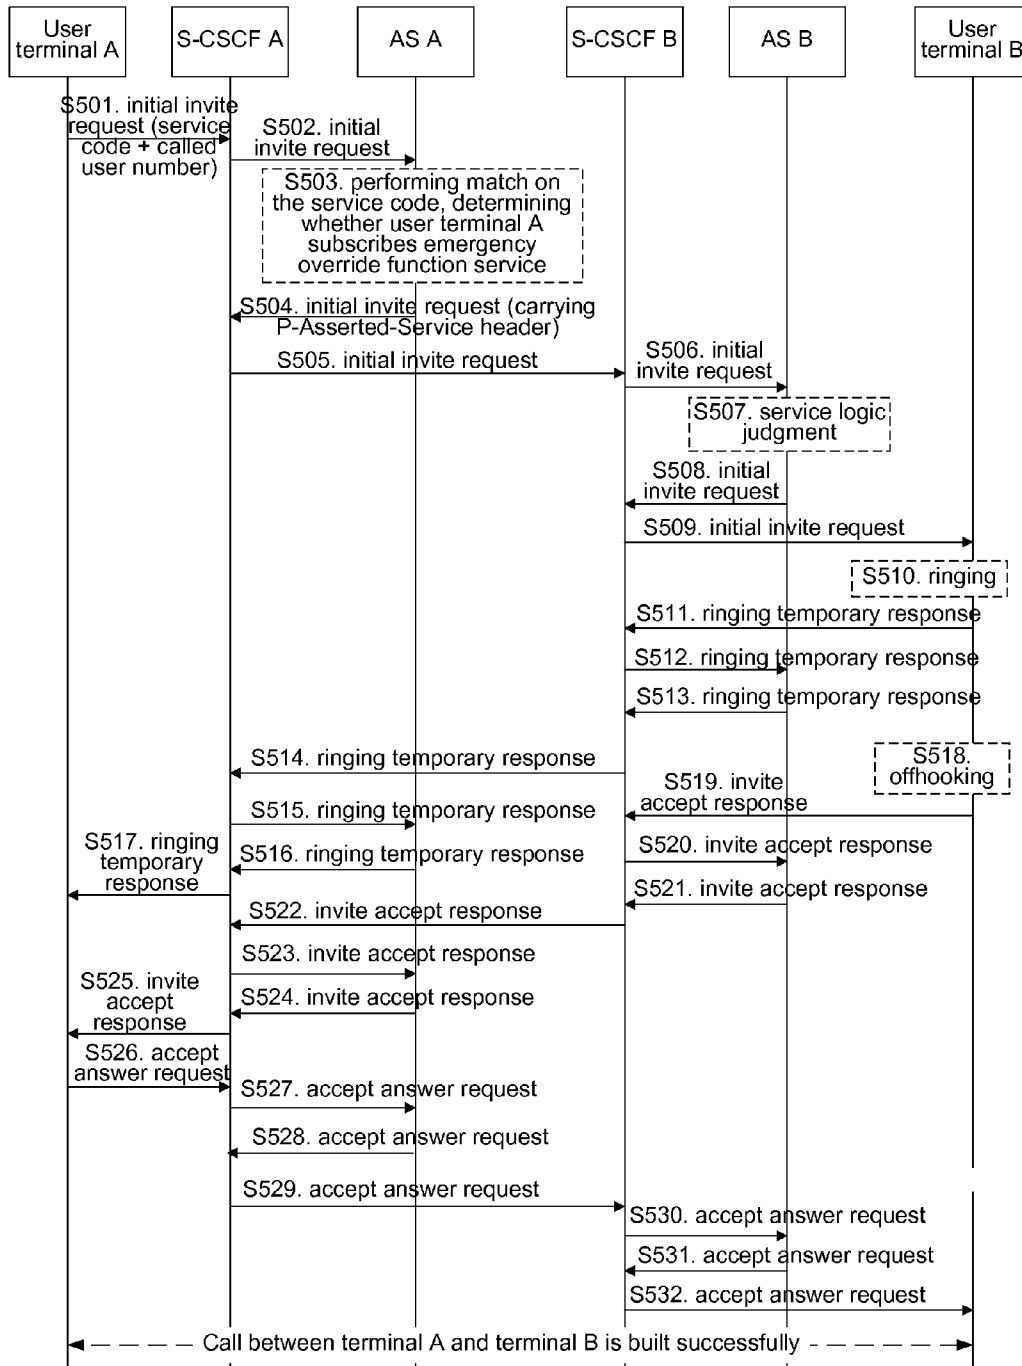 User
terminal A
S-CSCF A
AS A
S-CSCF B
AS B
User
terminal B
S501. initial invite
request (service
code + called
user number)
S502. initial
invite request
S503. performing match on
the service code, determining
whether user terminal A
subscribes emergency
override function service
S504. initial invite request (carrying
P-Asserted-Service header)
S505. initial invite request
S506. initial
invite request
S507. service logic
judgment
S508. initial
invite request
S509. initial invite request
S510. ringing
S511. ringing temporary response
S512. ringing temporary response
S513. ringing temporary response
S514. ringing temporary response
S518.
offhooking
S519. invite
accept response
S515. ringing temporary response
S517. ringing
temporary
response
S516. ringing temporary response
S520. invite accept response
S521. invite accept response
S522. invite accept response
S523. invite accept response
S525. invite
accept
response
S524. invite accept response
S526. accept
answer request
S527. accept answer request
S528. accept answer request
S529. accept answer request
S530. accept answer request
S531. accept answer request
S532. accept answer request
Call between terminal A and terminal B is built successfully